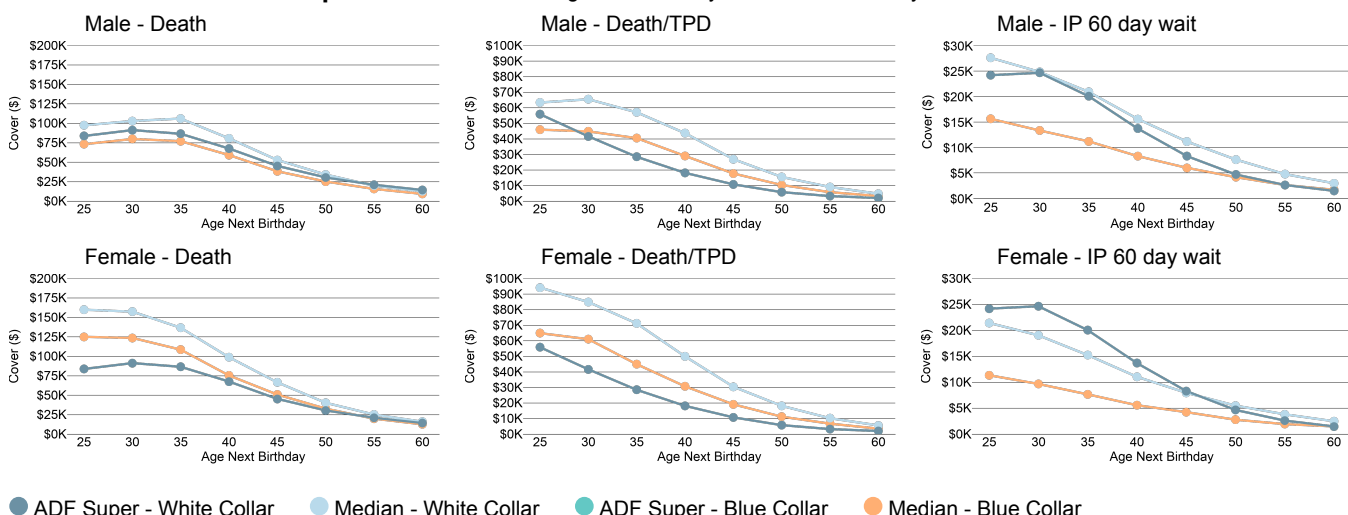 Male - Death
$200K
$175K
$150K
$125K
$100K
$75K
$50K
$25K
$0K
Cover ($)
25 30 35 40 45 50 55 60
Age Next Birthday
Male - Death/TPD
$100K
$90K
$80K
$70K
$60K
$50K
$40K
$30K
$20K
$10K
$0K
Cover ($)
25 30 35 40 45 50 55 60
Age Next Birthday
Male - IP 60 day wait
$30K
$25K
$20K
$15K
$10K
$5K
$0K
Cover ($)
25 30 35 40 45 50 55 60
Age Next Birthday
Female - Death
$200K
$175K
$150K
$125K
$100K
$75K
$50K
$25K
$0K
Cover ($)
25 30 35 40 45 50 55 60
Age Next Birthday
Female - Death/TPD
$100K
$90K
$80K
$70K
$60K
$50K
$40K
$30K
$20K
$10K
$0K
Cover ($)
25 30 35 40 45 50 55 60
Age Next Birthday
Female - IP 60 day wait
$30K
$25K
$20K
$15K
$10K
$5K
$0K
Cover ($)
25 30 35 40 45 50 55 60
Age Next Birthday
ADF Super - White Collar Median - White Collar ADF Super - Blue Collar Median - Blue Collar